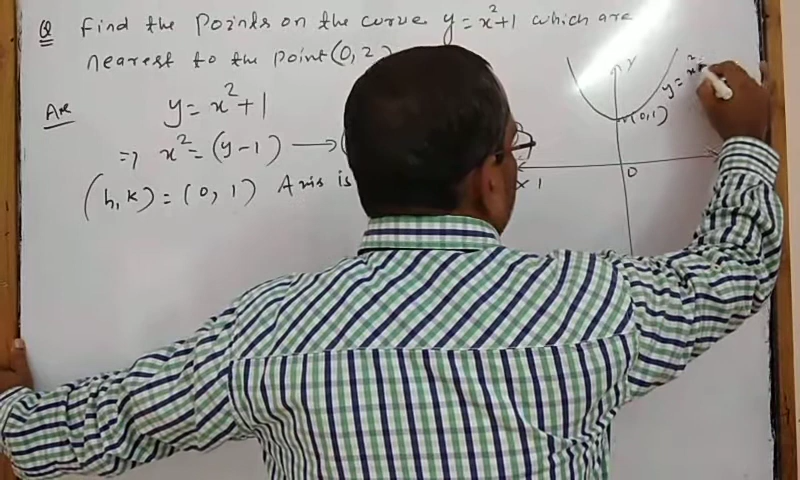 Q Find the Points on the curve y = x²+1 which are
nearest to the point (0, 2
Ans y = x²+1
⇒ x² = (y-1) →
(h, k) = (0, 1) Axis is
Y
y = x²
(0,1)
X 1
O